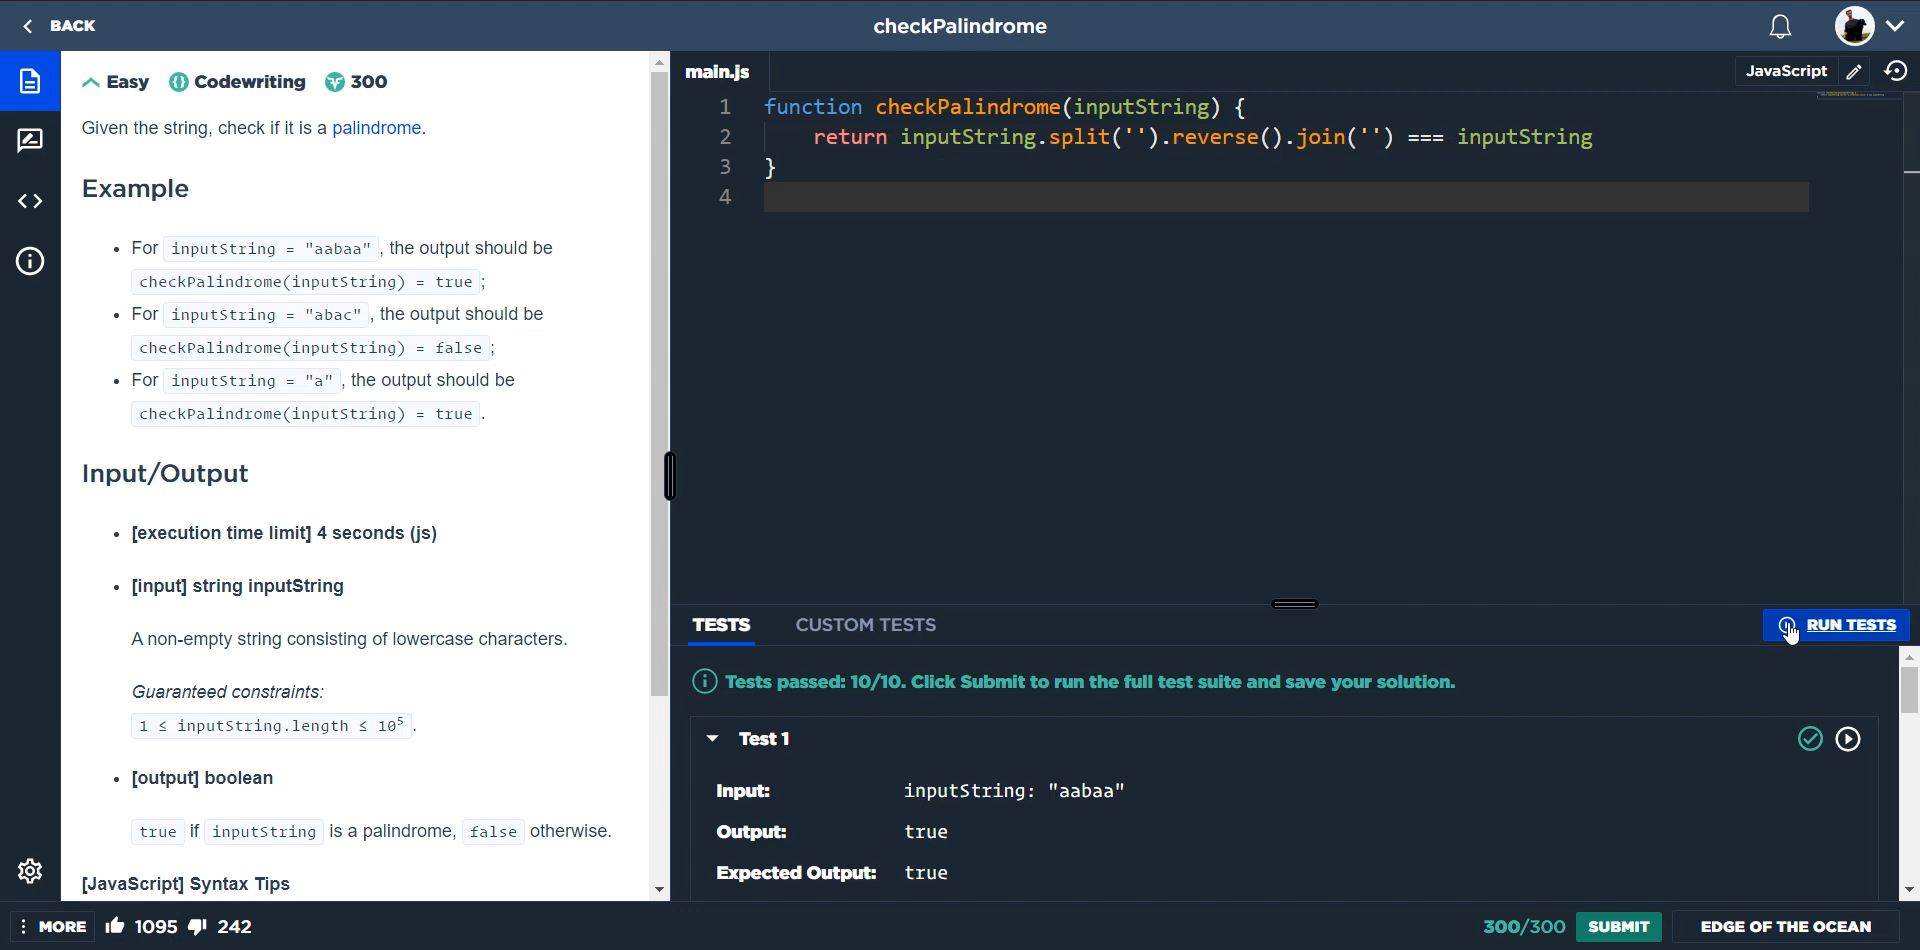 BACK
checkPalindrome
Easy Codewriting 300
Given the string, check if it is a palindrome.
Example
• For inputString = "aabaa", the output should be
checkPalindrome(inputString) = true;
• For inputString = "abac", the output should be
checkPalindrome(inputString) = false;
• For inputString = "a", the output should be
checkPalindrome(inputString) = true.
Input/Output
• [execution time limit] 4 seconds (js)
• [input] string inputString
A non-empty string consisting of lowercase characters.
Guaranteed constraints:
1 ≤ inputString.length ≤ 10⁵.
• [output] boolean
true if inputString is a palindrome, false otherwise.
[JavaScript] Syntax Tips
main.js
JavaScript
1 function checkPalindrome(inputString) {
2 return inputString.split('').reverse().join('') === inputString
3 }
4
TESTS CUSTOM TESTS
RUN TESTS
Tests passed: 10/10. Click Submit to run the full test suite and save your solution.
Test 1
Input: inputString: "aabaa"
Output: true
Expected Output: true
MORE 1095 242
300/300 SUBMIT EDGE OF THE OCEAN